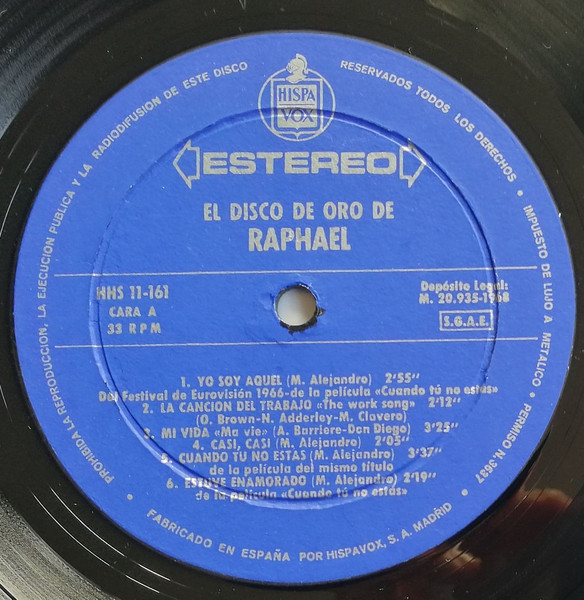 HISPA
VOX
ESTEREO
EL DISCO DE ORO DE
RAPHAEL
HHS 11-161
CARA A
33 RPM
Depósito Legal:
M. 20.935-1968
S.G.A.E.
1. YO SOY AQUEL (M. Alejandro) 2'55''
Del Festival de Eurovisión 1966-de la película «Cuando tú no estás»
2. LA CANCION DEL TRABAJO «The work song» 2'12''
(O. Brown-N. Adderley-M. Clavero)
3. MI VIDA «Ma vie» (A. Barriere-Don Diego) 3'25''
4. CASI, CASI (M. Alejandro) 2'05''
5. CUANDO TU NO ESTAS (M. Alejandro) 3'37''
de la película del mismo título
6. ESTUVE ENAMORADO (M. Alejandro) 2'19''
de la película «Cuando tú no estás»
PROHIBIDA LA REPRODUCCION, LA EJECUCION PUBLICA Y LA RADIODIFUSION DE ESTE DISCO
RESERVADOS TODOS LOS DERECHOS • IMPUESTO DE LUJO A METALICO • PERMISO N.3637
• FABRICADO EN ESPAÑA POR HISPAVOX, S. A. MADRID •